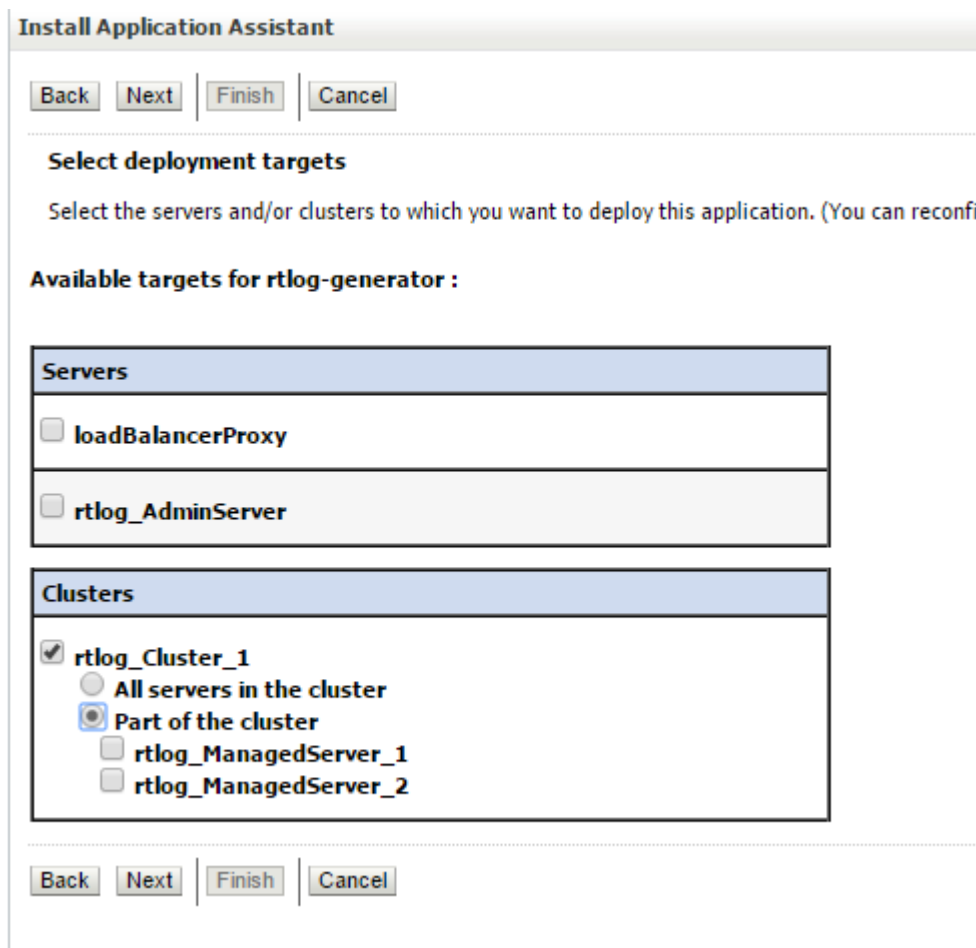 Install Application Assistant
Back Next Finish Cancel
Select deployment targets
Select the servers and/or clusters to which you want to deploy this application. (You can reconfi
Available targets for rtlog-generator :
Servers
loadBalancerProxy
rtlog_AdminServer
Clusters
rtlog_Cluster_1
All servers in the cluster
Part of the cluster
rtlog_ManagedServer_1
rtlog_ManagedServer_2
Back Next Finish Cancel